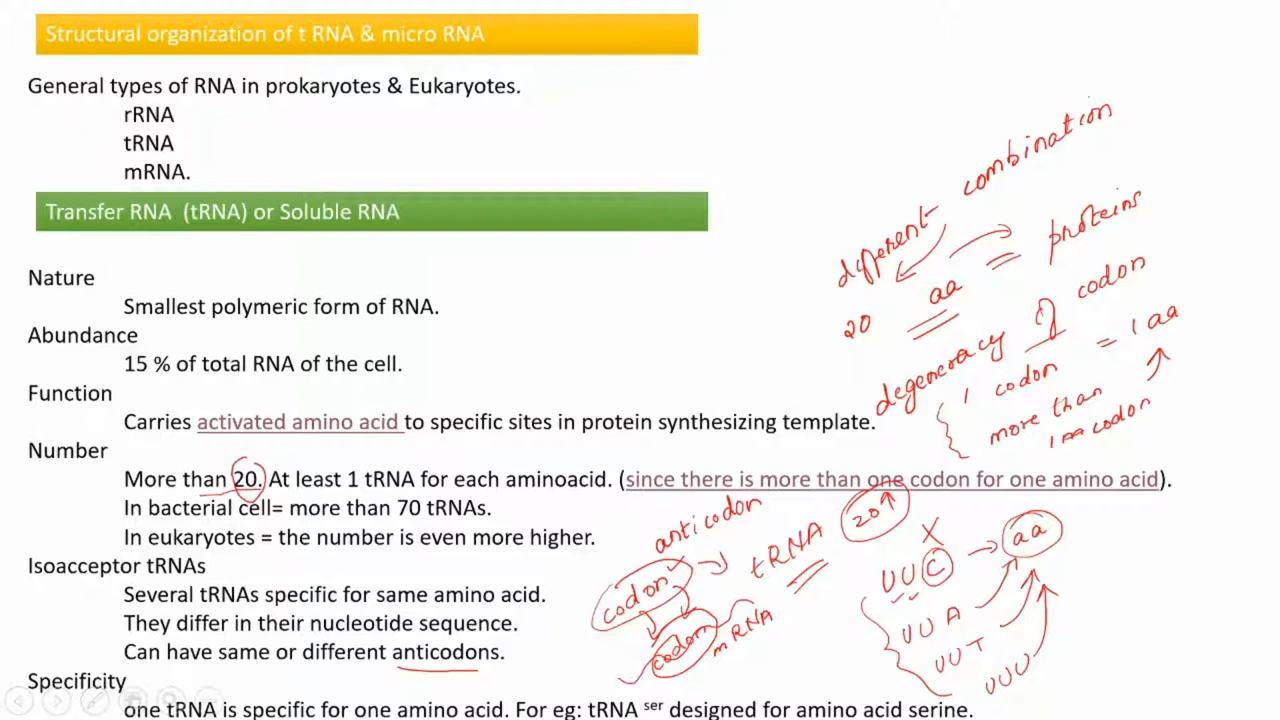 Structural organization of t RNA & micro RNA
General types of RNA in prokaryotes & Eukaryotes.
rRNA
tRNA
mRNA.
Transfer RNA (tRNA) or Soluble RNA
Nature
Smallest polymeric form of RNA.
Abundance
15 % of total RNA of the cell.
Function
Carries activated amino acid to specific sites in protein synthesizing template.
Number
More than 20. At least 1 tRNA for each aminoacid. (since there is more than one codon for one amino acid).
In bacterial cell= more than 70 tRNAs.
In eukaryotes = the number is even more higher.
Isoacceptor tRNAs
Several tRNAs specific for same amino acid.
They differ in their nucleotide sequence.
Can have same or different anticodons.
Specificity
one tRNA is specific for one amino acid. For eg: tRNA ser designed for amino acid serine.
different combination
20 aa = proteins
degeneracy of codon
1 codon = 1 aa
more than
1 aa codon
anticodon
codon → tRNA
codon mRNA
20↑
X
UUC → aa
UUA
UUT
UUU